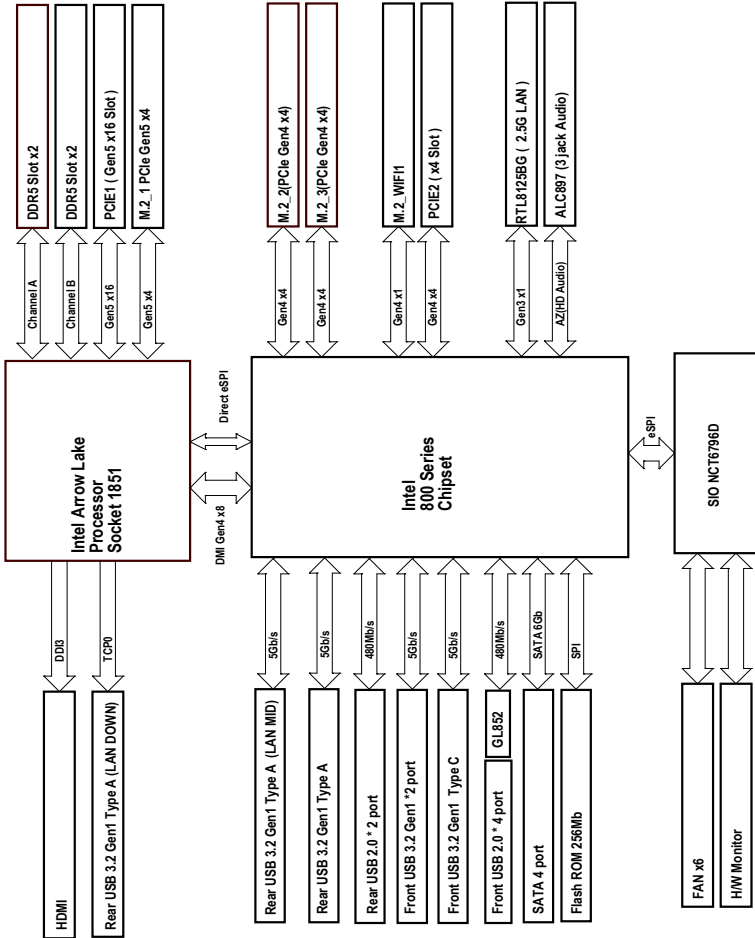 DDR5 Slot x2
DDR5 Slot x2
PCIE1 ( Gen5 x16 Slot )
M.2_1 PCIe Gen5 x4
M.2_2(PCIe Gen4 x4)
M.2_3(PCIe Gen4 x4)
M.2_WIFI1
PCIE2 ( x4 Slot )
RTL8125BG ( 2.5G LAN )
ALC897 (3 jack Audio)
Channel A
Channel B
Gen5 x16
Gen5 x4
Gen4 x4
Gen4 x4
Gen4 x1
Gen4 x4
Gen3 x1
AZ(HD Audio)
Intel Arrow Lake
Processor
Socket 1851
Direct eSPI
DMI Gen4 x8
Intel
800 Series
Chipset
eSPI
SIO NCT6796D
DDI3
TCP0
5Gb/s
5Gb/s
480Mb/s
5Gb/s
5Gb/s
480Mb/s
SATA 6Gb
SPI
HDMI
Rear USB 3.2 Gen1 Type A (LAN DOWN)
Rear USB 3.2 Gen1 Type A (LAN MID)
Rear USB 3.2 Gen1 Type A
Rear USB 2.0 * 2 port
Front USB 3.2 Gen1 *2 port
Front USB 3.2 Gen1 Type C
Front USB 2.0 * 4 port
GL852
SATA 4 port
Flash ROM 256Mb
FAN x6
H/W Monitor